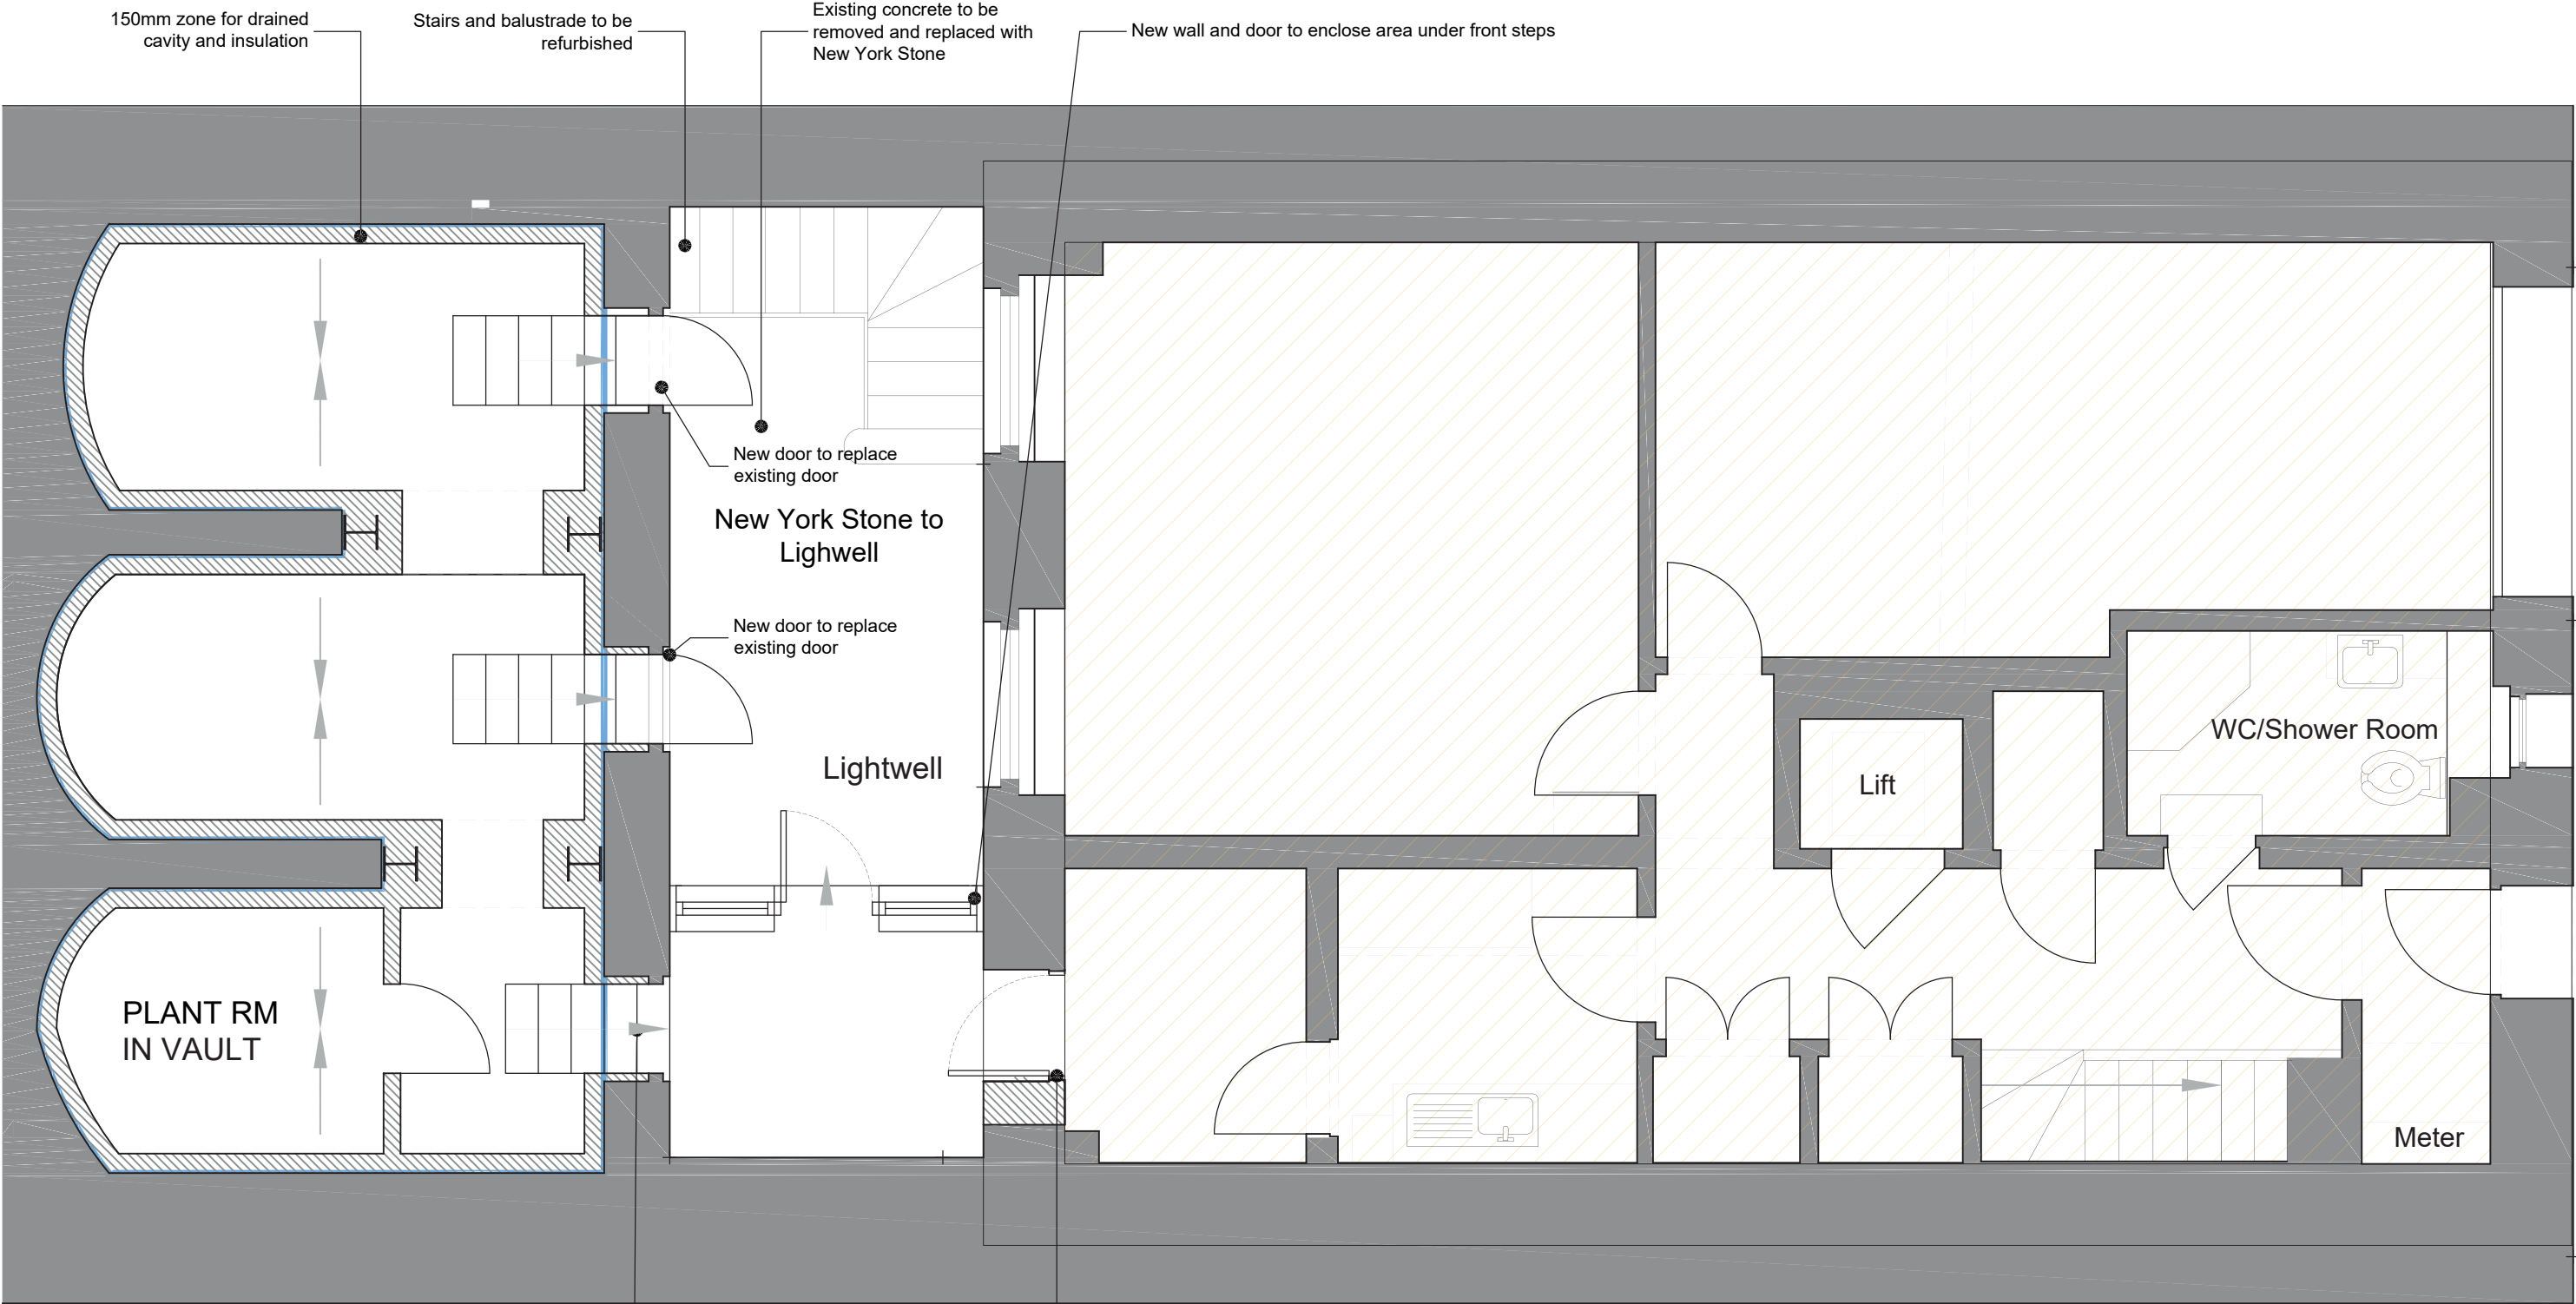 150mm zone for drained
cavity and insulation
Stairs and balustrade to be
refurbished
Existing concrete to be
removed and replaced with
New York Stone
New wall and door to enclose area under front steps
New door to replace
existing door
New York Stone to
Lighwell
New door to replace
existing door
Lightwell
WC/Shower Room
Lift
PLANT RM
IN VAULT
Meter